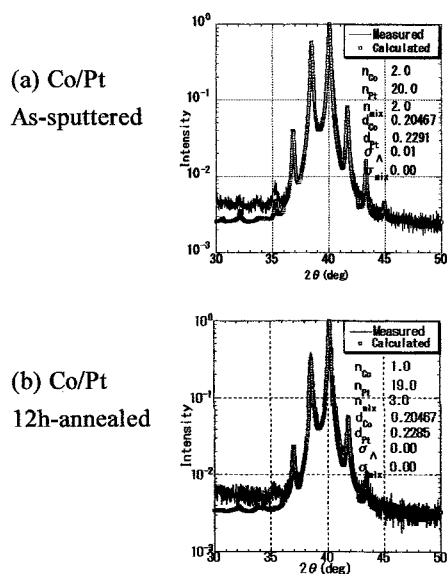 (a) Co/Pt
As-sputtered
10^0
10^-1
10^-2
10^-3
Intensity
Measured
Calculated
n_Co 2.0
n_Pt 20.0
n_mix 2.0
d_Co 0.20467
d_Pt 0.2291
σ_Λ 0.01
σ_mix 0.00
30 35 40 45 50
2θ(deg)
(b) Co/Pt
12h-annealed
10^0
10^-1
10^-2
10^-3
Intensity
Measured
Calculated
n_Co 1.0
n_Pt 19.0
n_mix 3.0
d_Co 0.20467
d_Pt 0.2285
σ_Λ 0.00
σ_mix 0.00
30 35 40 45 50
2θ(deg)